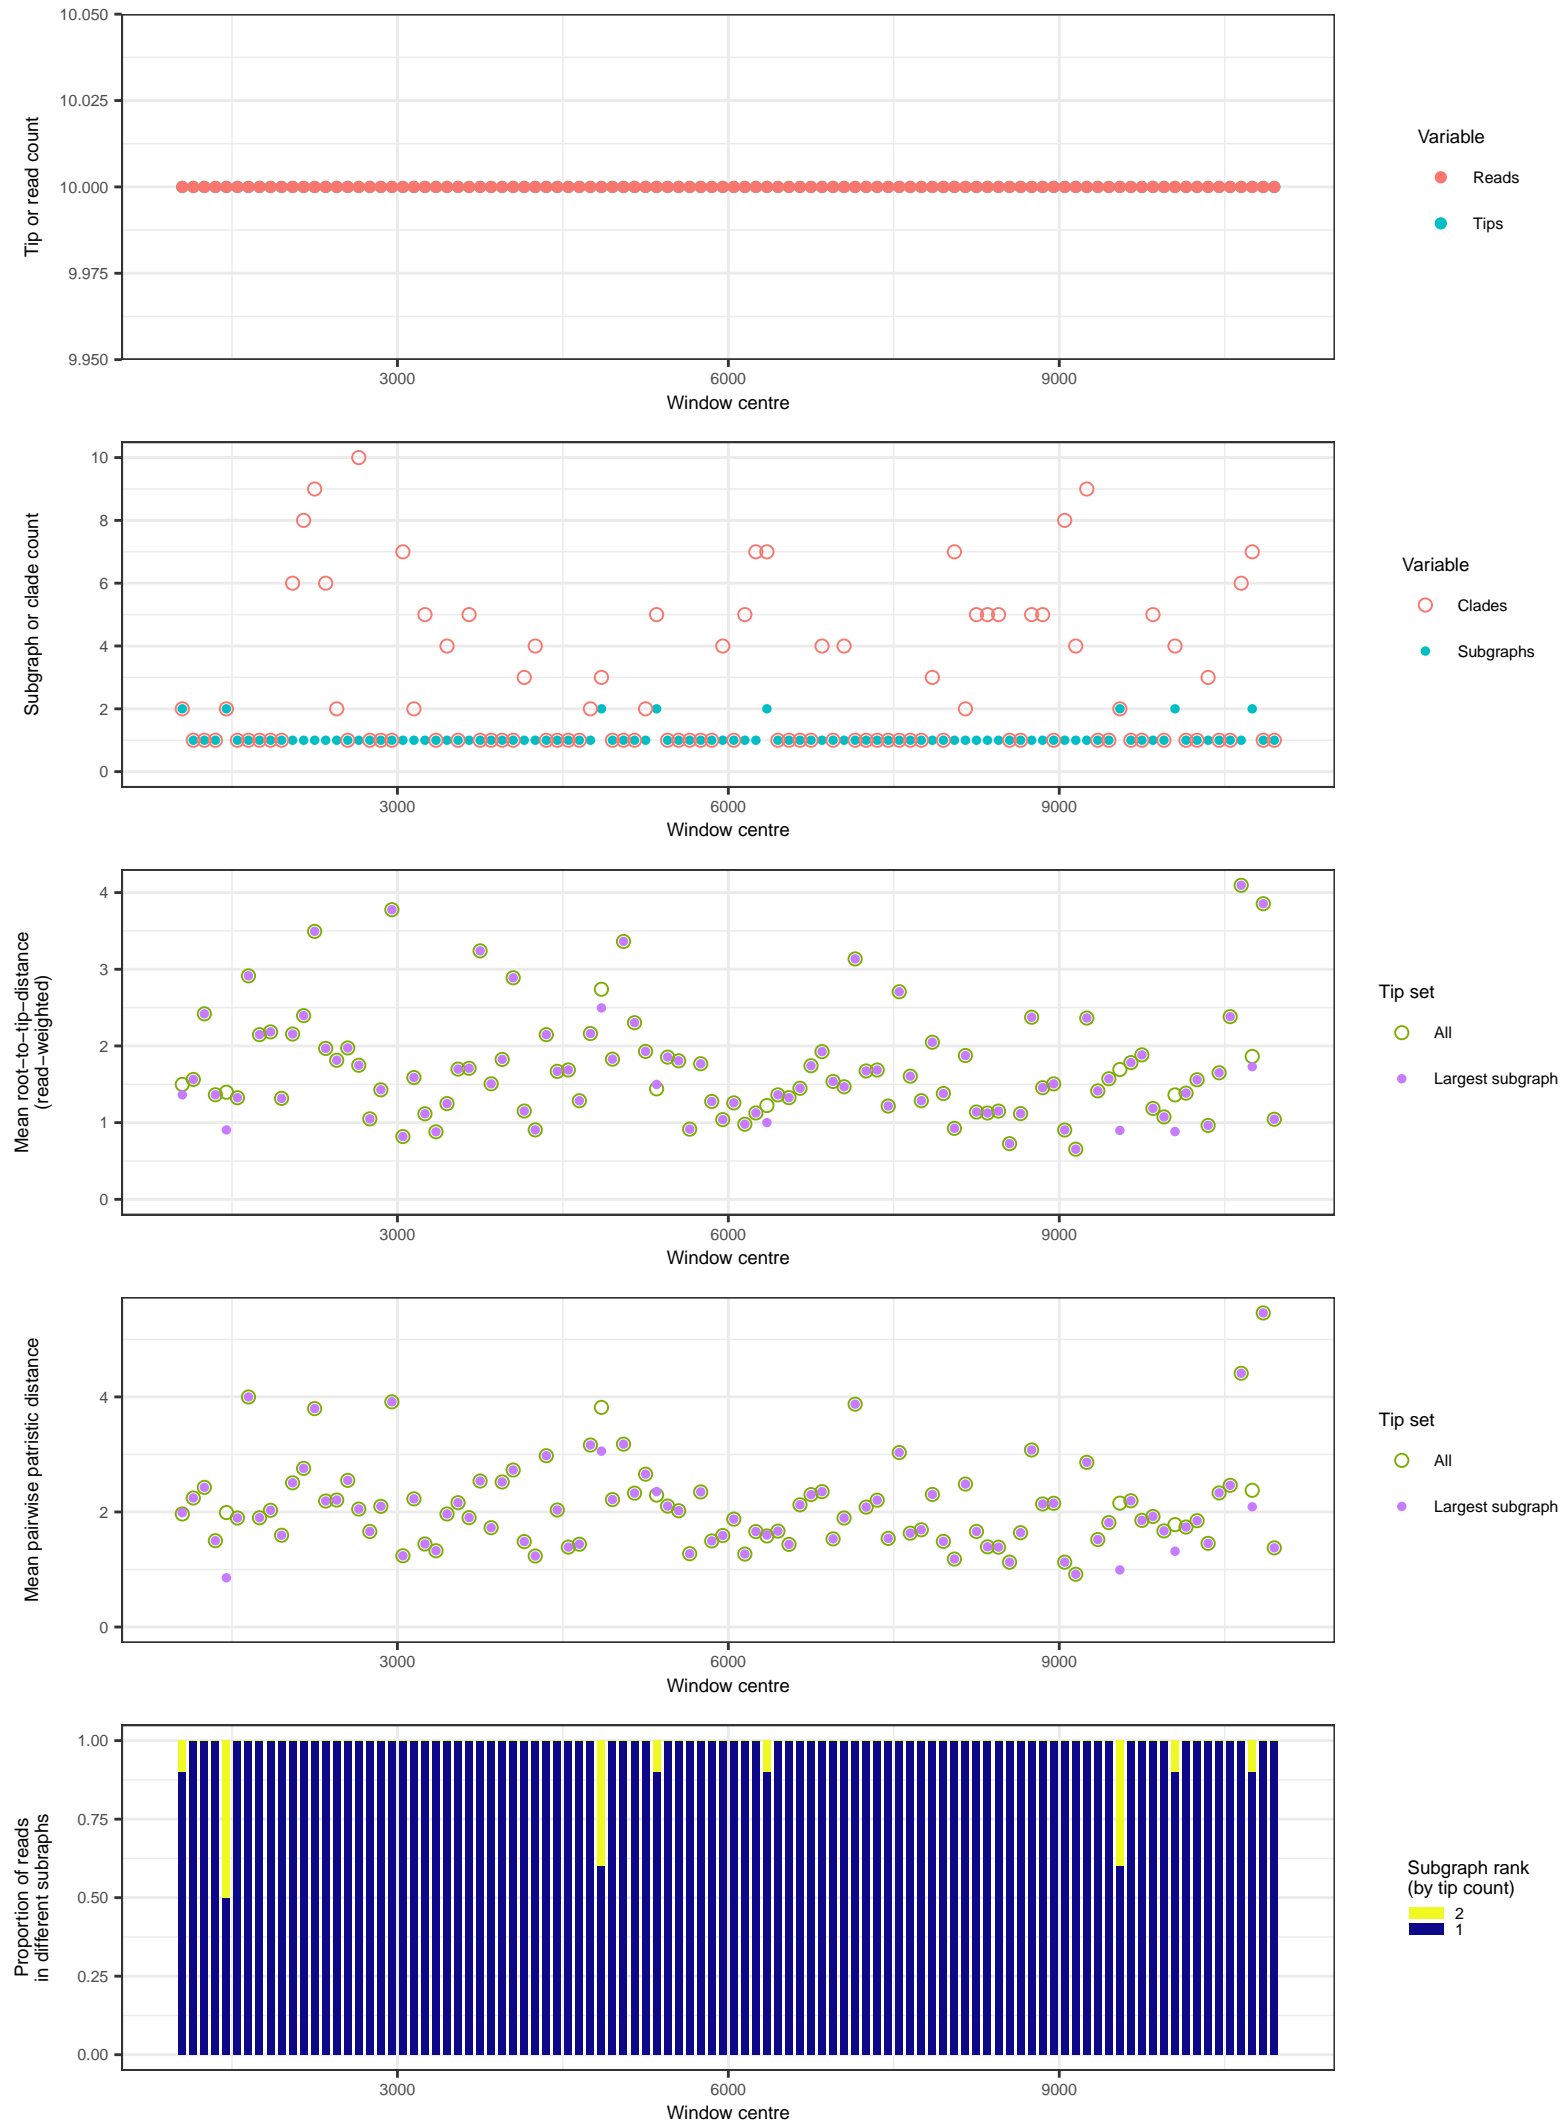 10.050
10.025
10.000
9.975
9.950
Tip or read count
3000 6000 9000
Window centre
Variable
Reads
Tips
10
8
6
4
2
0
Subgraph or clade count
3000 6000 9000
Window centre
Variable
Clades
Subgraphs
4
3
2
1
0
Mean root−to−tip−distance
(read−weighted)
3000 6000 9000
Window centre
Tip set
All
Largest subgraph
4
2
0
Mean pairwise patristic distance
3000 6000 9000
Window centre
Tip set
All
Largest subgraph
1.00
0.75
0.50
0.25
0.00
Proportion of reads
in different subraphs
3000 6000 9000
Window centre
Subgraph rank
(by tip count)
2
1